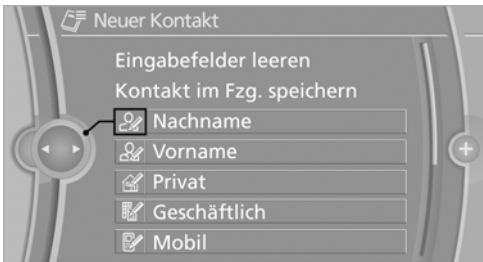 Neuer Kontakt
Eingabefelder leeren
Kontakt im Fzg. speichern
Nachname
Vorname
Privat
Geschäftlich
Mobil